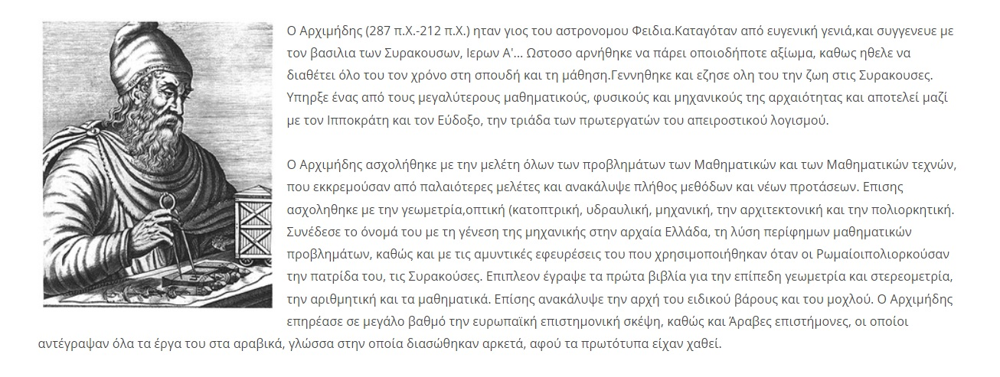 Ο Αρχιμήδης (287 π.Χ.-212 π.Χ.) ηταν γιος του αστρονομου Φειδια.Καταγόταν από ευγενική γενιά,και συγγενευε με
τον βασιλια των Συρακουσων, Ιερων Α'... Ωστοσο αρνήθηκε να πάρει οποιοδήποτε αξίωμα, καθως ηθελε να
διαθέτει όλο του τον χρόνο στη σπουδή και τη μάθηση.Γεννηθηκε και εζησε ολη του την ζωη στις Συρακουσες.
Υπηρξε ένας από τους μεγαλύτερους μαθηματικούς, φυσικούς και μηχανικούς της αρχαιότητας και αποτελεί μαζί
με τον Ιπποκράτη και τον Εύδοξο, την τριάδα των πρωτεργατών του απειροστικού λογισμού.
Ο Αρχιμήδης ασχολήθηκε με την μελέτη όλων των προβλημάτων των Μαθηματικών και των Μαθηματικών τεχνών,
που εκκρεμούσαν από παλαιότερες μελέτες και ανακάλυψε πλήθος μεθόδων και νέων προτάσεων. Επισης
ασχοληθηκε με την γεωμετρία,οπτική (κατοπτρική, υδραυλική, μηχανική, την αρχιτεκτονική και την πολιορκητική.
Συνέδεσε το όνομά του με τη γένεση της μηχανικής στην αρχαία Ελλάδα, τη λύση περίφημων μαθηματικών
προβλημάτων, καθώς και με τις αμυντικές εφευρέσεις του που χρησιμοποιήθηκαν όταν οι Ρωμαίοιπολιορκούσαν
την πατρίδα του, τις Συρακούσες. Επιπλεον έγραψε τα πρώτα βιβλία για την επίπεδη γεωμετρία και στερεομετρία,
την αριθμητική και τα μαθηματικά. Επίσης ανακάλυψε την αρχή του ειδικού βάρους και του μοχλού. Ο Αρχιμήδης
επηρέασε σε μεγάλο βαθμό την ευρωπαϊκή επιστημονική σκέψη, καθώς και Άραβες επιστήμονες, οι οποίοι
αντέγραψαν όλα τα έργα του στα αραβικά, γλώσσα στην οποία διασώθηκαν αρκετά, αφού τα πρωτότυπα είχαν χαθεί.